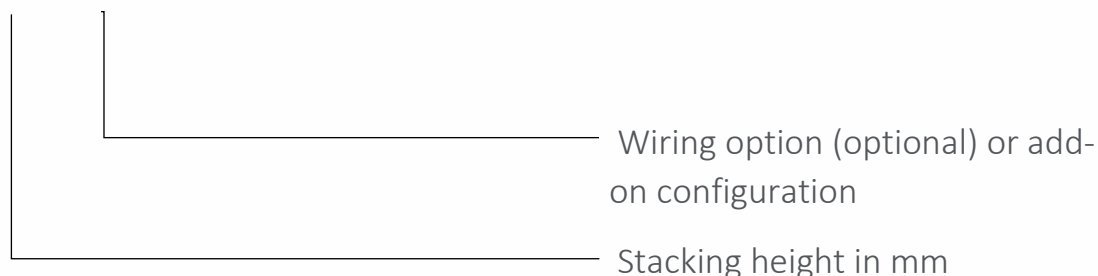 Wiring option (optional) or add-
on configuration
Stacking height in mm